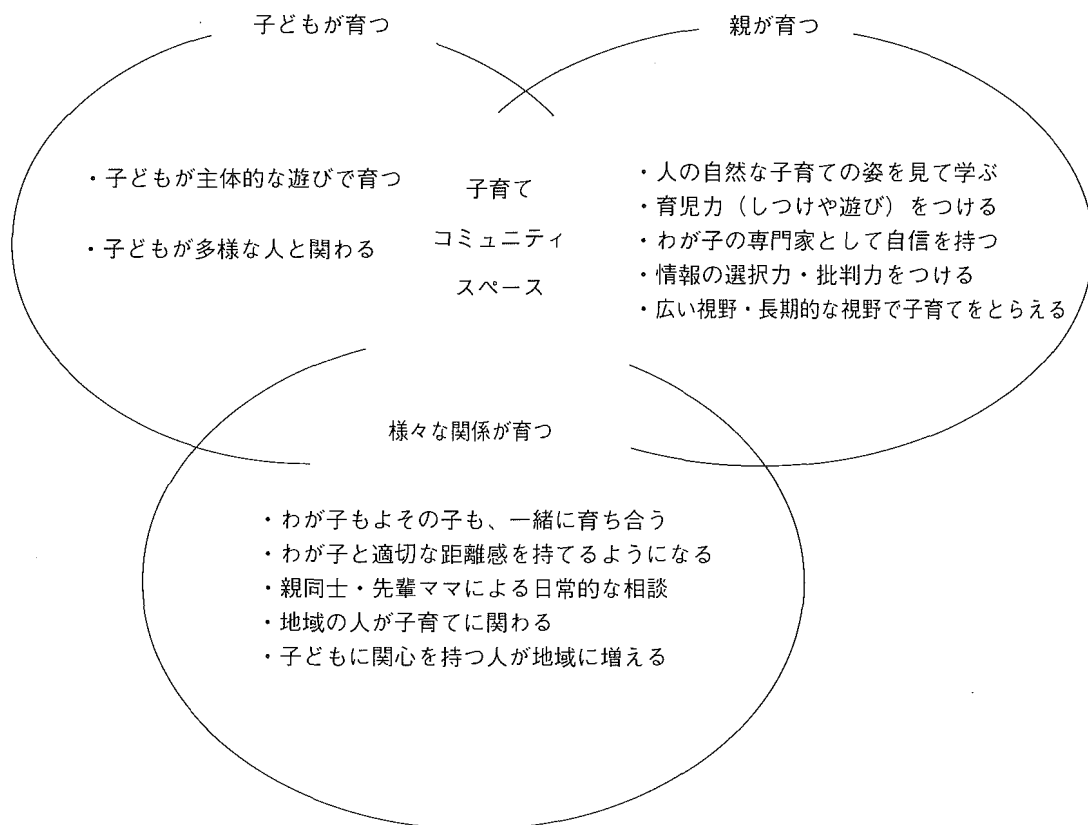 子どもが育つ
親が育つ
・子どもが主体的な遊びで育つ
・子どもが多様な人と関わる
子育て
コミュニティ
スペース
・人の自然な子育ての姿を見て学ぶ
・育児力（しつけや遊び）をつける
・わが子の専門家として自信を持つ
・情報の選択力・批判力をつける
・広い視野・長期的な視野で子育てをとらえる
様々な関係が育つ
・わが子もよその子も、一緒に育ち合う
・わが子と適切な距離感を持てるようになる
・親同士・先輩ママによる日常的な相談
・地域の人が子育てに関わる
・子どもに関心を持つ人が地域に増える